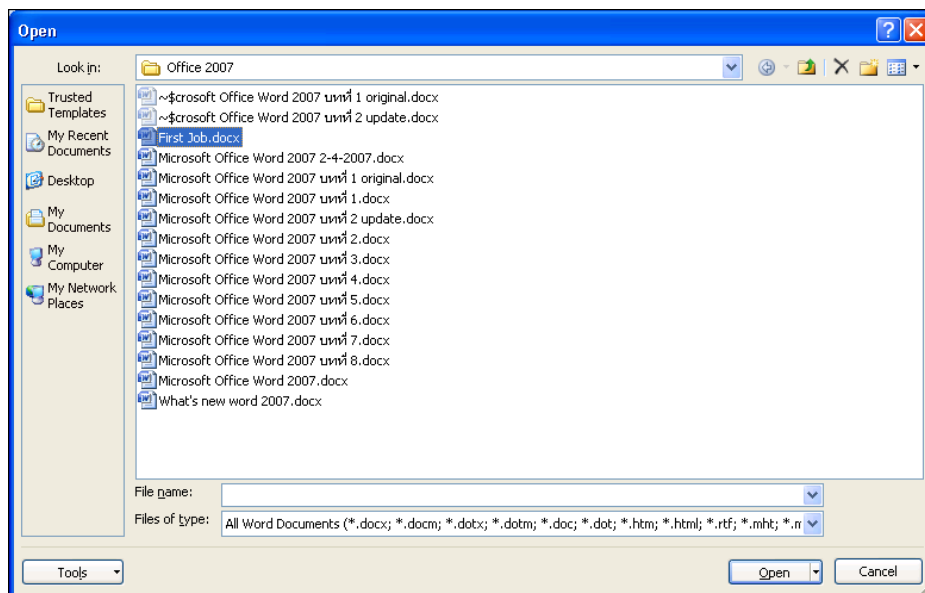 Open
Look in:
Office 2007
Trusted
Templates
My Recent
Documents
Desktop
My
Documents
My
Computer
My Network
Places
~$crosoft Office Word 2007 บทที่ 1 original.docx
~$crosoft Office Word 2007 บทที่ 2 update.docx
First Job.docx
Microsoft Office Word 2007 2-4-2007.docx
Microsoft Office Word 2007 บทที่ 1 original.docx
Microsoft Office Word 2007 บทที่ 1.docx
Microsoft Office Word 2007 บทที่ 2 update.docx
Microsoft Office Word 2007 บทที่ 2.docx
Microsoft Office Word 2007 บทที่ 3.docx
Microsoft Office Word 2007 บทที่ 4.docx
Microsoft Office Word 2007 บทที่ 5.docx
Microsoft Office Word 2007 บทที่ 6.docx
Microsoft Office Word 2007 บทที่ 7.docx
Microsoft Office Word 2007 บทที่ 8.docx
Microsoft Office Word 2007.docx
What's new word 2007.docx
File name:
Files of type:
All Word Documents (*.docx; *.docm; *.dotx; *.dotm; *.doc; *.dot; *.htm; *.html; *.rtf; *.mht; *.m
Tools
Open
Cancel